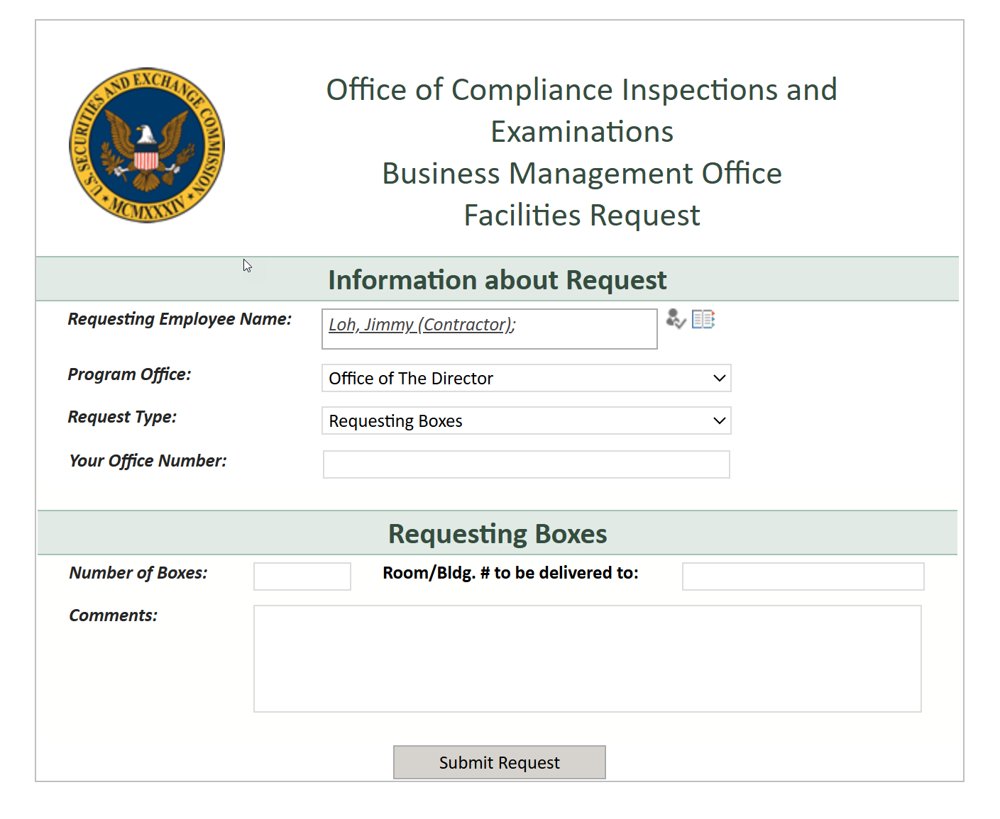 U.S. SECURITIES AND EXCHANGE COMMISSION
MCMXXXIV
Office of Compliance Inspections and
Examinations
Business Management Office
Facilities Request
Information about Request
Requesting Employee Name: Loh, Jimmy (Contractor);
Program Office: Office of The Director
Request Type: Requesting Boxes
Your Office Number:
Requesting Boxes
Number of Boxes: Room/Bldg. # to be delivered to:
Comments:
Submit Request